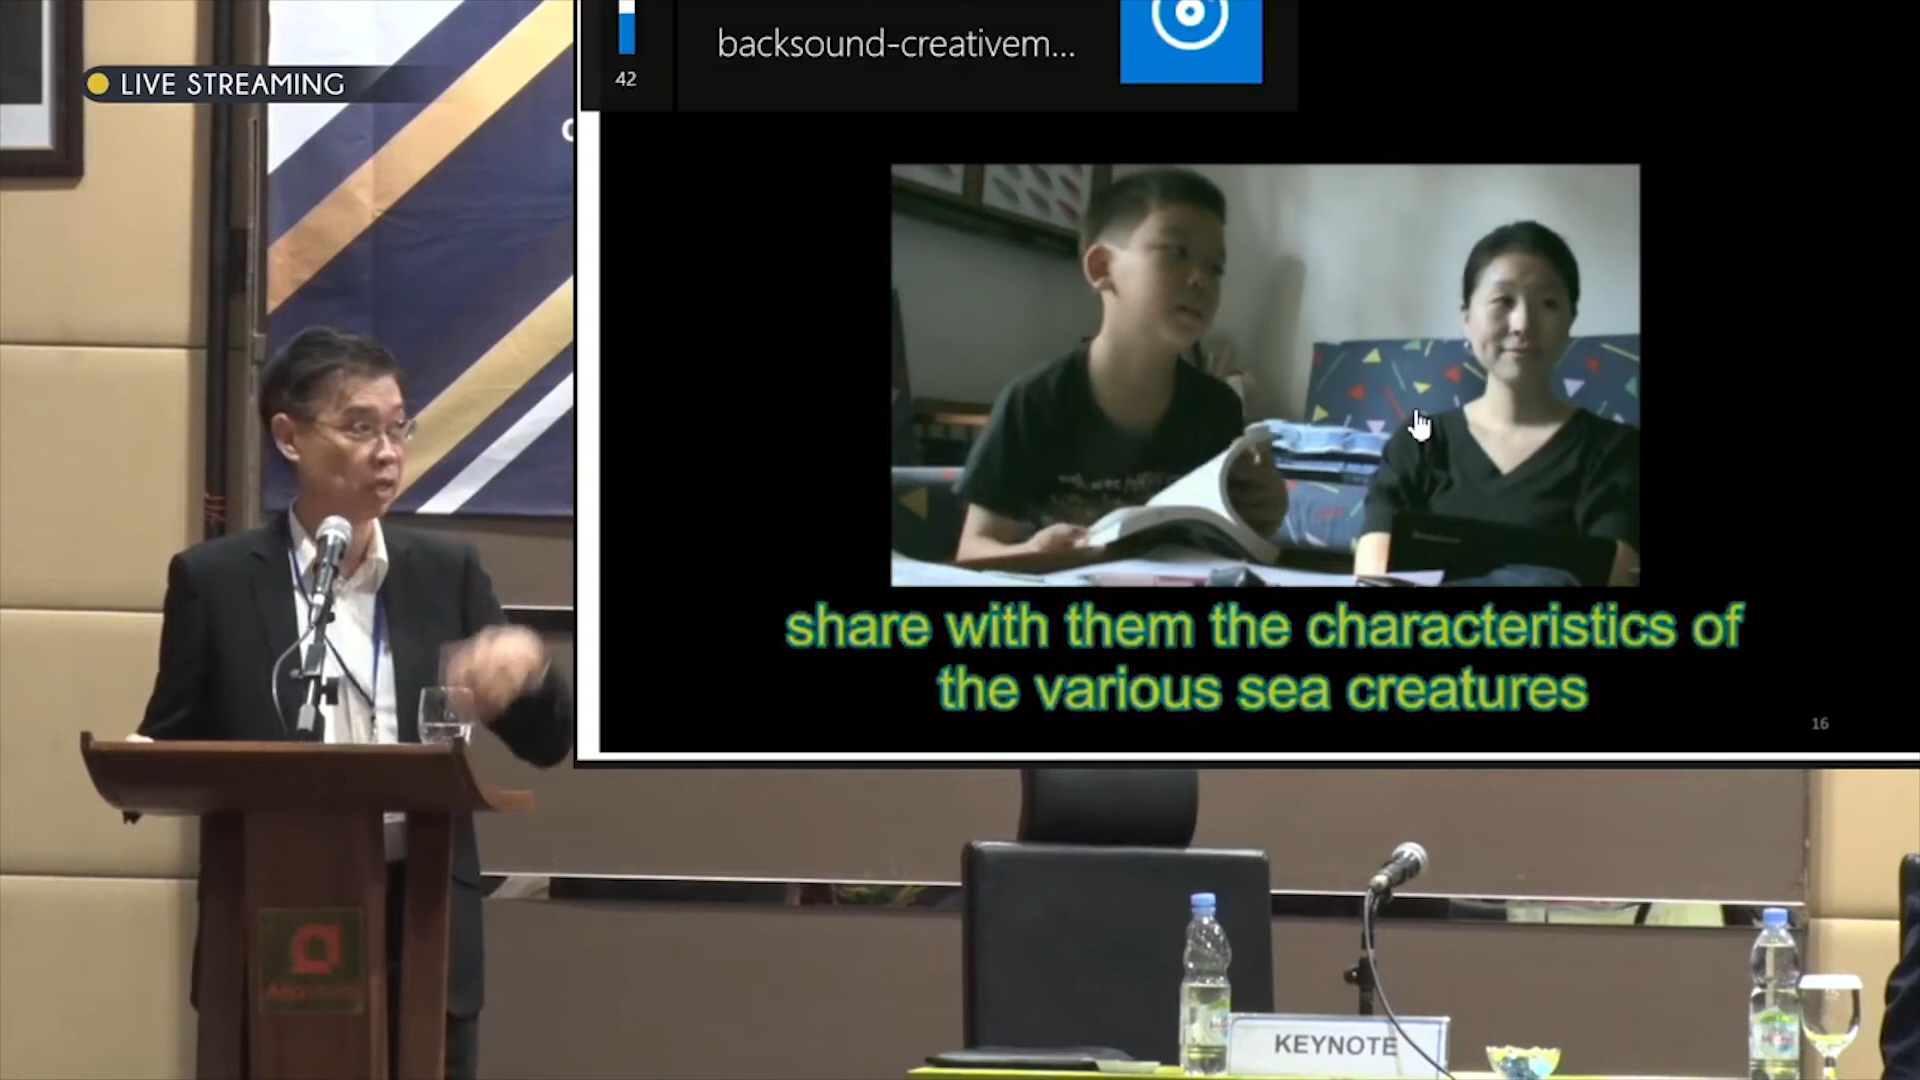 LIVE STREAMING
backsound-creativem...
42
share with them the characteristics of
the various sea creatures
16
KEYNOTE